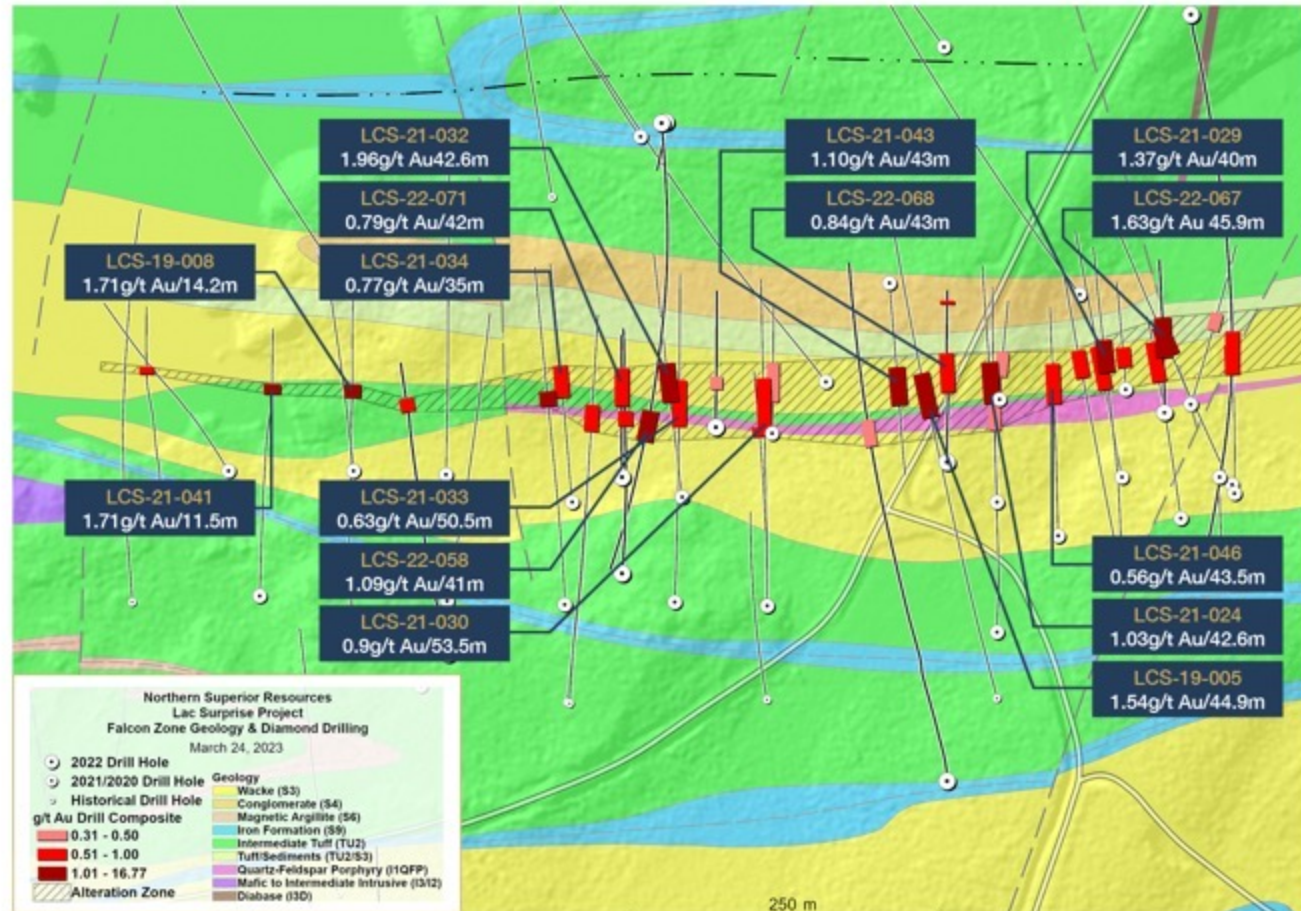 LCS-21-032
1.96g/t Au42.6m
LCS-21-043
1.10g/t Au/43m
LCS-21-029
1.37g/t Au/40m
LCS-22-071
0.79g/t Au/42m
LCS-22-068
0.84g/t Au/43m
LCS-22-067
1.63g/t Au 45.9m
LCS-19-008
1.71g/t Au/14.2m
LCS-21-034
0.77g/t Au/35m
LCS-21-041
1.71g/t Au/11.5m
LCS-21-033
0.63g/t Au/50.5m
LCS-22-058
1.09g/t Au/41m
LCS-21-030
0.9g/t Au/53.5m
LCS-21-046
0.56g/t Au/43.5m
LCS-21-024
1.03g/t Au/42.6m
LCS-19-005
1.54g/t Au/44.9m
Northern Superior Resources
Lac Surprise Project
Falcon Zone Geology & Diamond Drilling
March 24, 2023
2022 Drill Hole
2021/2020 Drill Hole
Historical Drill Hole
g/t Au Drill Composite
0.31 - 0.50
0.51 - 1.00
1.01 - 16.77
Alteration Zone
Geology
Wacke (S3)
Conglomerate (S4)
Magnetic Argillite (S6)
Iron Formation (S9)
Intermediate Tuff (TU2)
Tuff/Sediments (TU2/S3)
Quartz-Feldspar Porphyry (I1QFP)
Mafic to Intermediate Intrusive (I3/I2)
Diabase (I3D)
250 m